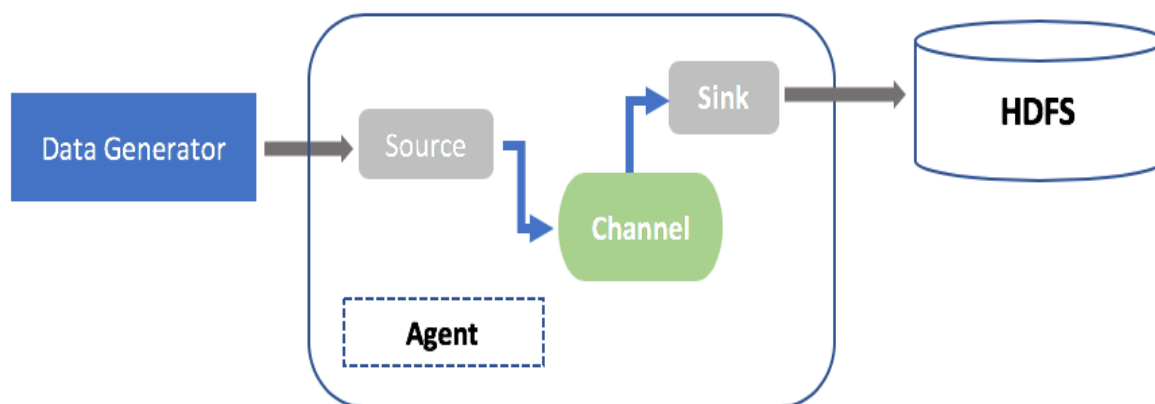 Data Generator
Source
Channel
Sink
HDFS
Agent